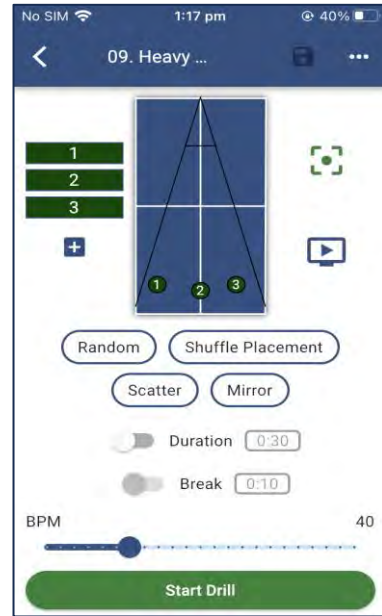 No SIM 1:17 pm 40%
09. Heavy ...
1
2
3
1 2 3
Random Shuffle Placement
Scatter Mirror
Duration 0:30
Break 0:10
BPM 40
Start Drill